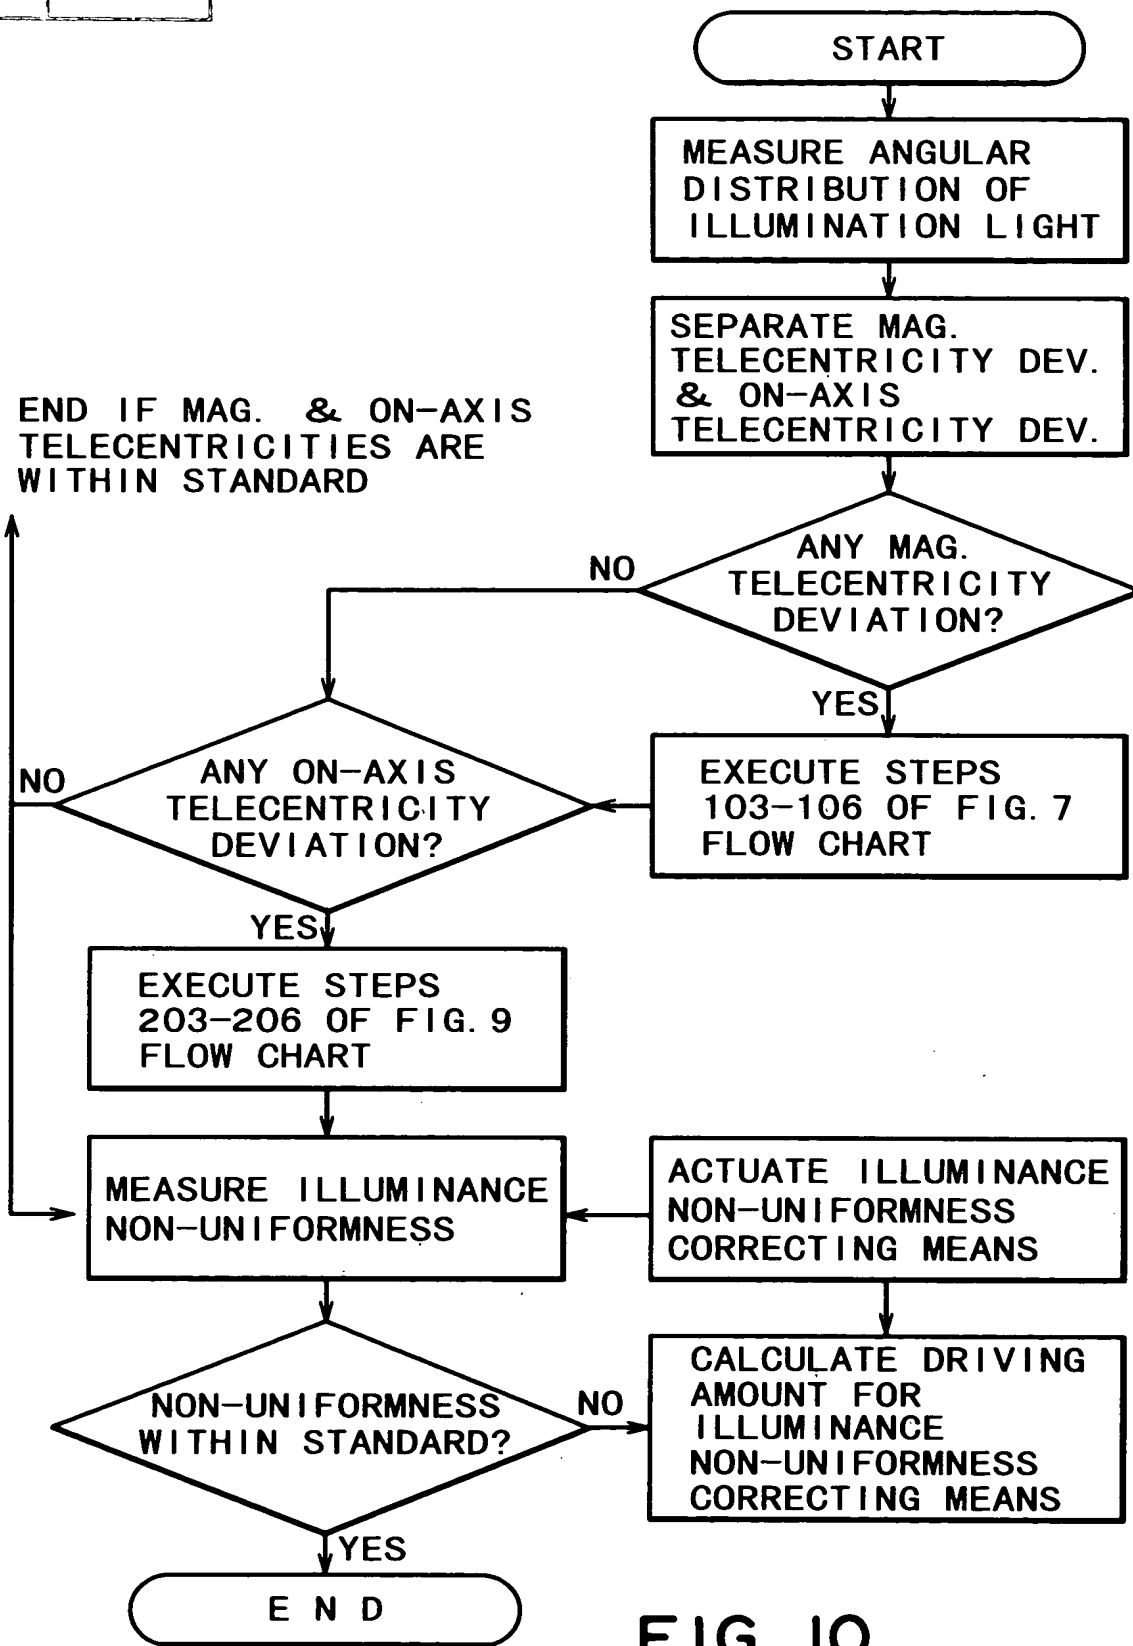 START
MEASURE ANGULAR
DISTRIBUTION OF
ILLUMINATION LIGHT
SEPARATE MAG.
TELECENTRICITY DEV.
& ON-AXIS
TELECENTRICITY DEV.
END IF MAG. & ON-AXIS
TELECENTRICITIES ARE
WITHIN STANDARD
ANY MAG.
TELECENTRICITY
DEVIATION?
NO
YES
EXECUTE STEPS
103-106 OF FIG. 7
FLOW CHART
ANY ON-AXIS
TELECENTRICITY
DEVIATION?
NO
YES
EXECUTE STEPS
203-206 OF FIG. 9
FLOW CHART
MEASURE ILLUMINANCE
NON-UNIFORMNESS
ACTUATE ILLUMINANCE
NON-UNIFORMNESS
CORRECTING MEANS
NON-UNIFORMNESS
WITHIN STANDARD?
NO
CALCULATE DRIVING
AMOUNT FOR
ILLUMINANCE
NON-UNIFORMNESS
CORRECTING MEANS
YES
END
FIG. 10